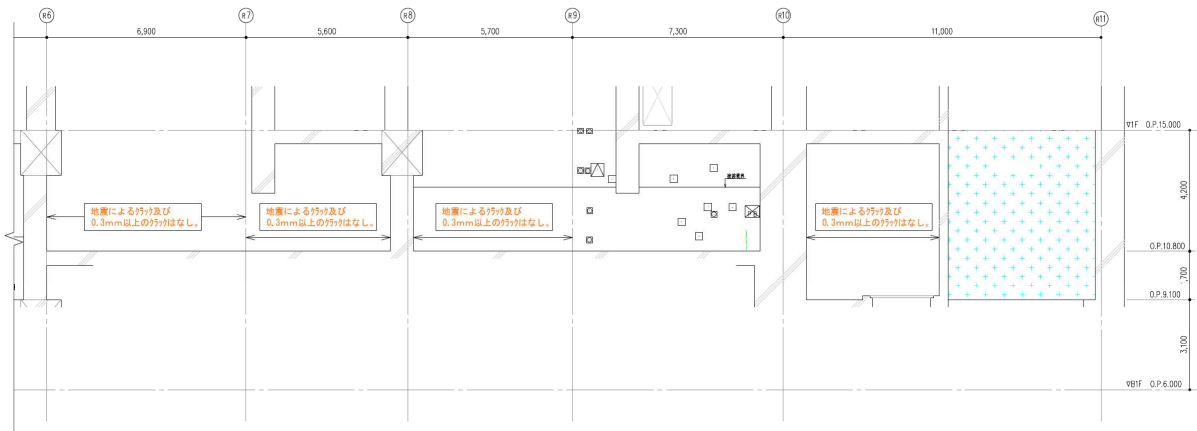 R6
R7
R8
R9
R10
R11
6,900
5,600
5,700
7,300
11,000
▽1F O.P.15.000
4,200
地震によるクラック及び
0.3mm以上のクラックはなし。
地震によるクラック及び
0.3mm以上のクラックはなし。
地震によるクラック及び
0.3mm以上のクラックはなし。
地震によるクラック及び
0.3mm以上のクラックはなし。
O.P.10.800
1,700
O.P.9.100
3,100
▽B1F O.P.6.000